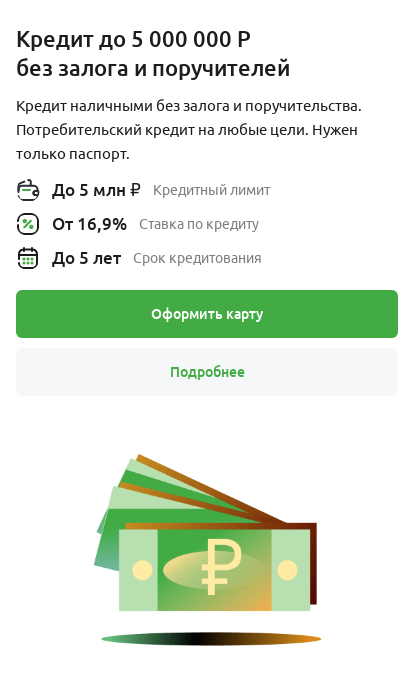 Кредит до 5 000 000 Р
без залога и поручителей
Кредит наличными без залога и поручительства.
Потребительский кредит на любые цели. Нужен
только паспорт.
До 5 млн ₽ Кредитный лимит
От 16,9% Ставка по кредиту
До 5 лет Срок кредитования
Оформить карту
Подробнее
₽